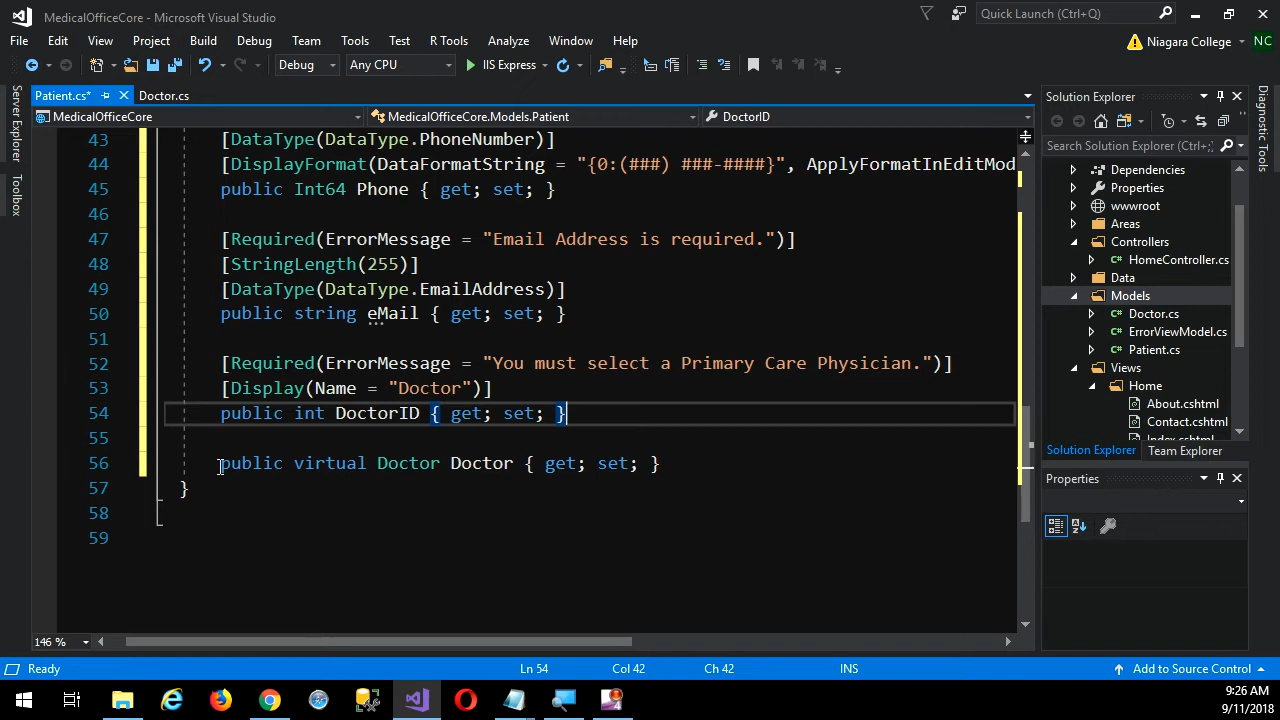 MedicalOfficeCore - Microsoft Visual Studio
Quick Launch (Ctrl+Q)
File Edit View Project Build Debug Team Tools Test R Tools Analyze Window Help
Niagara College NC
Debug Any CPU IIS Express
Patient.cs* Doctor.cs
MedicalOfficeCore MedicalOfficeCore.Models.Patient DoctorID
Server Explorer
Toolbox
43 [DataType(DataType.PhoneNumber)]
44 [DisplayFormat(DataFormatString = "{0:(###) ###-####}", ApplyFormatInEditMod
45 public Int64 Phone { get; set; }
46
47 [Required(ErrorMessage = "Email Address is required.")]
48 [StringLength(255)]
49 [DataType(DataType.EmailAddress)]
50 public string eMail { get; set; }
51
52 [Required(ErrorMessage = "You must select a Primary Care Physician.")]
53 [Display(Name = "Doctor")]
54 public int DoctorID { get; set; }
55
56 public virtual Doctor Doctor { get; set; }
57 }
58
59
146 %
Solution Explorer
Search Solution Explorer (Ctrl+;)
Dependencies
Properties
wwwroot
Areas
Controllers
C# HomeController.cs
Data
Models
C# Doctor.cs
C# ErrorViewModel.cs
C# Patient.cs
Views
Home
About.cshtml
Contact.cshtml
Index.cshtml
Solution Explorer Team Explorer
Properties
Diagnostic Tools
Ready Ln 54 Col 42 Ch 42 INS Add to Source Control
9:26 AM
9/11/2018